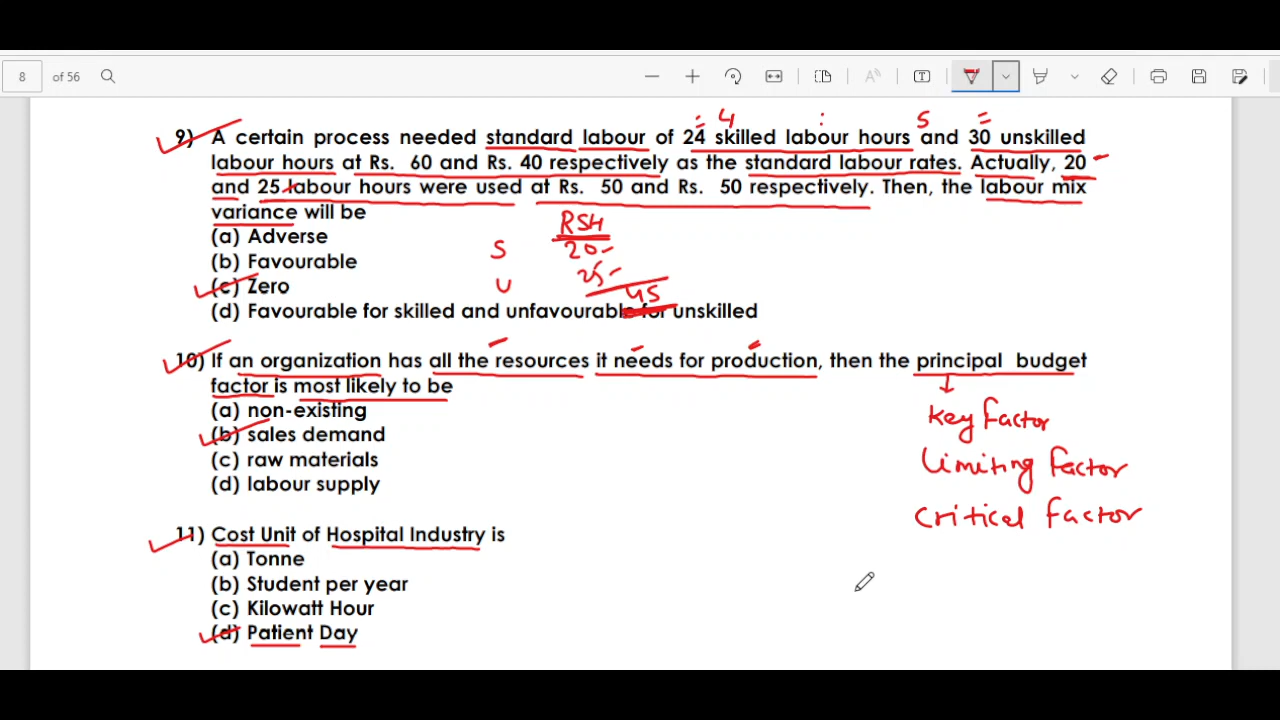 8 of 56
= 4 : 5 =
9) A certain process needed standard labour of 24 skilled labour hours and 30 unskilled
labour hours at Rs. 60 and Rs. 40 respectively as the standard labour rates. Actually, 20
and 25 labour hours were used at Rs. 50 and Rs. 50 respectively. Then, the labour mix
variance will be
RSH
(a) Adverse
S 20
(b) Favourable
25
(c) Zero
U 45
(d) Favourable for skilled and unfavourable for unskilled
10) If an organization has all the resources it needs for production, then the principal budget
factor is most likely to be
(a) non-existing
Key factor
(b) sales demand
(c) raw materials
Limiting factor
(d) labour supply
Critical factor
11) Cost Unit of Hospital Industry is
(a) Tonne
(b) Student per year
(c) Kilowatt Hour
(d) Patient Day